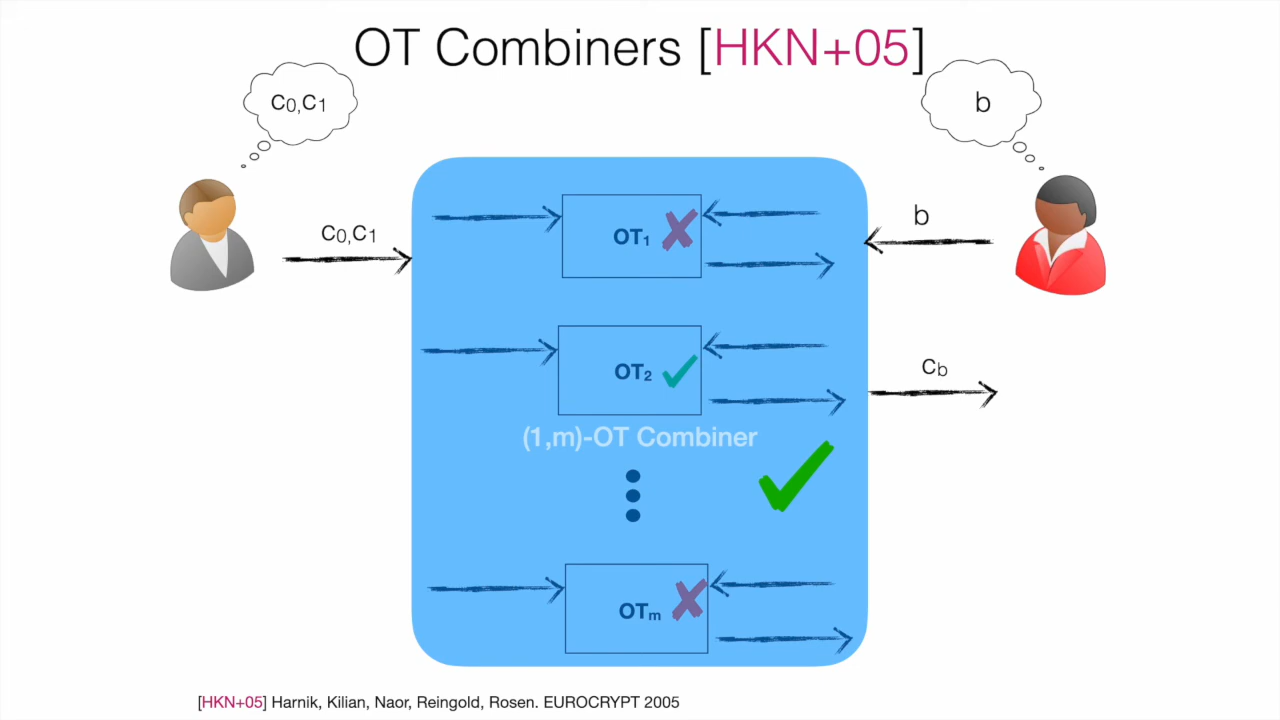 OT Combiners [HKN+05]
c0,c1
b
c0,c1
b
OT1
OT2
cb
(1,m)-OT Combiner
OTm
[HKN+05] Harnik, Kilian, Naor, Reingold, Rosen. EUROCRYPT 2005